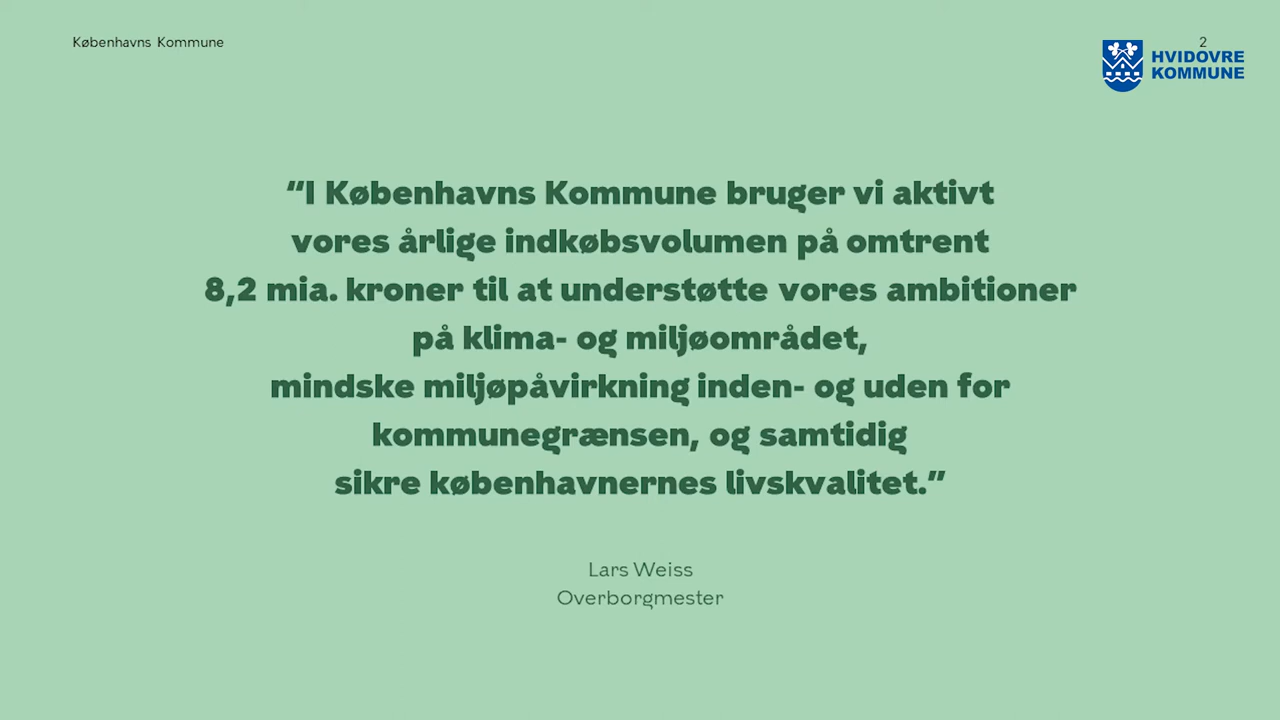 Københavns Kommune
2
HVIDOVRE
KOMMUNE
“I Københavns Kommune bruger vi aktivt
vores årlige indkøbsvolumen på omtrent
8,2 mia. kroner til at understøtte vores ambitioner
på klima- og miljøområdet,
mindske miljøpåvirkning inden- og uden for
kommunegrænsen, og samtidig
sikre københavnernes livskvalitet.”
Lars Weiss
Overborgmester